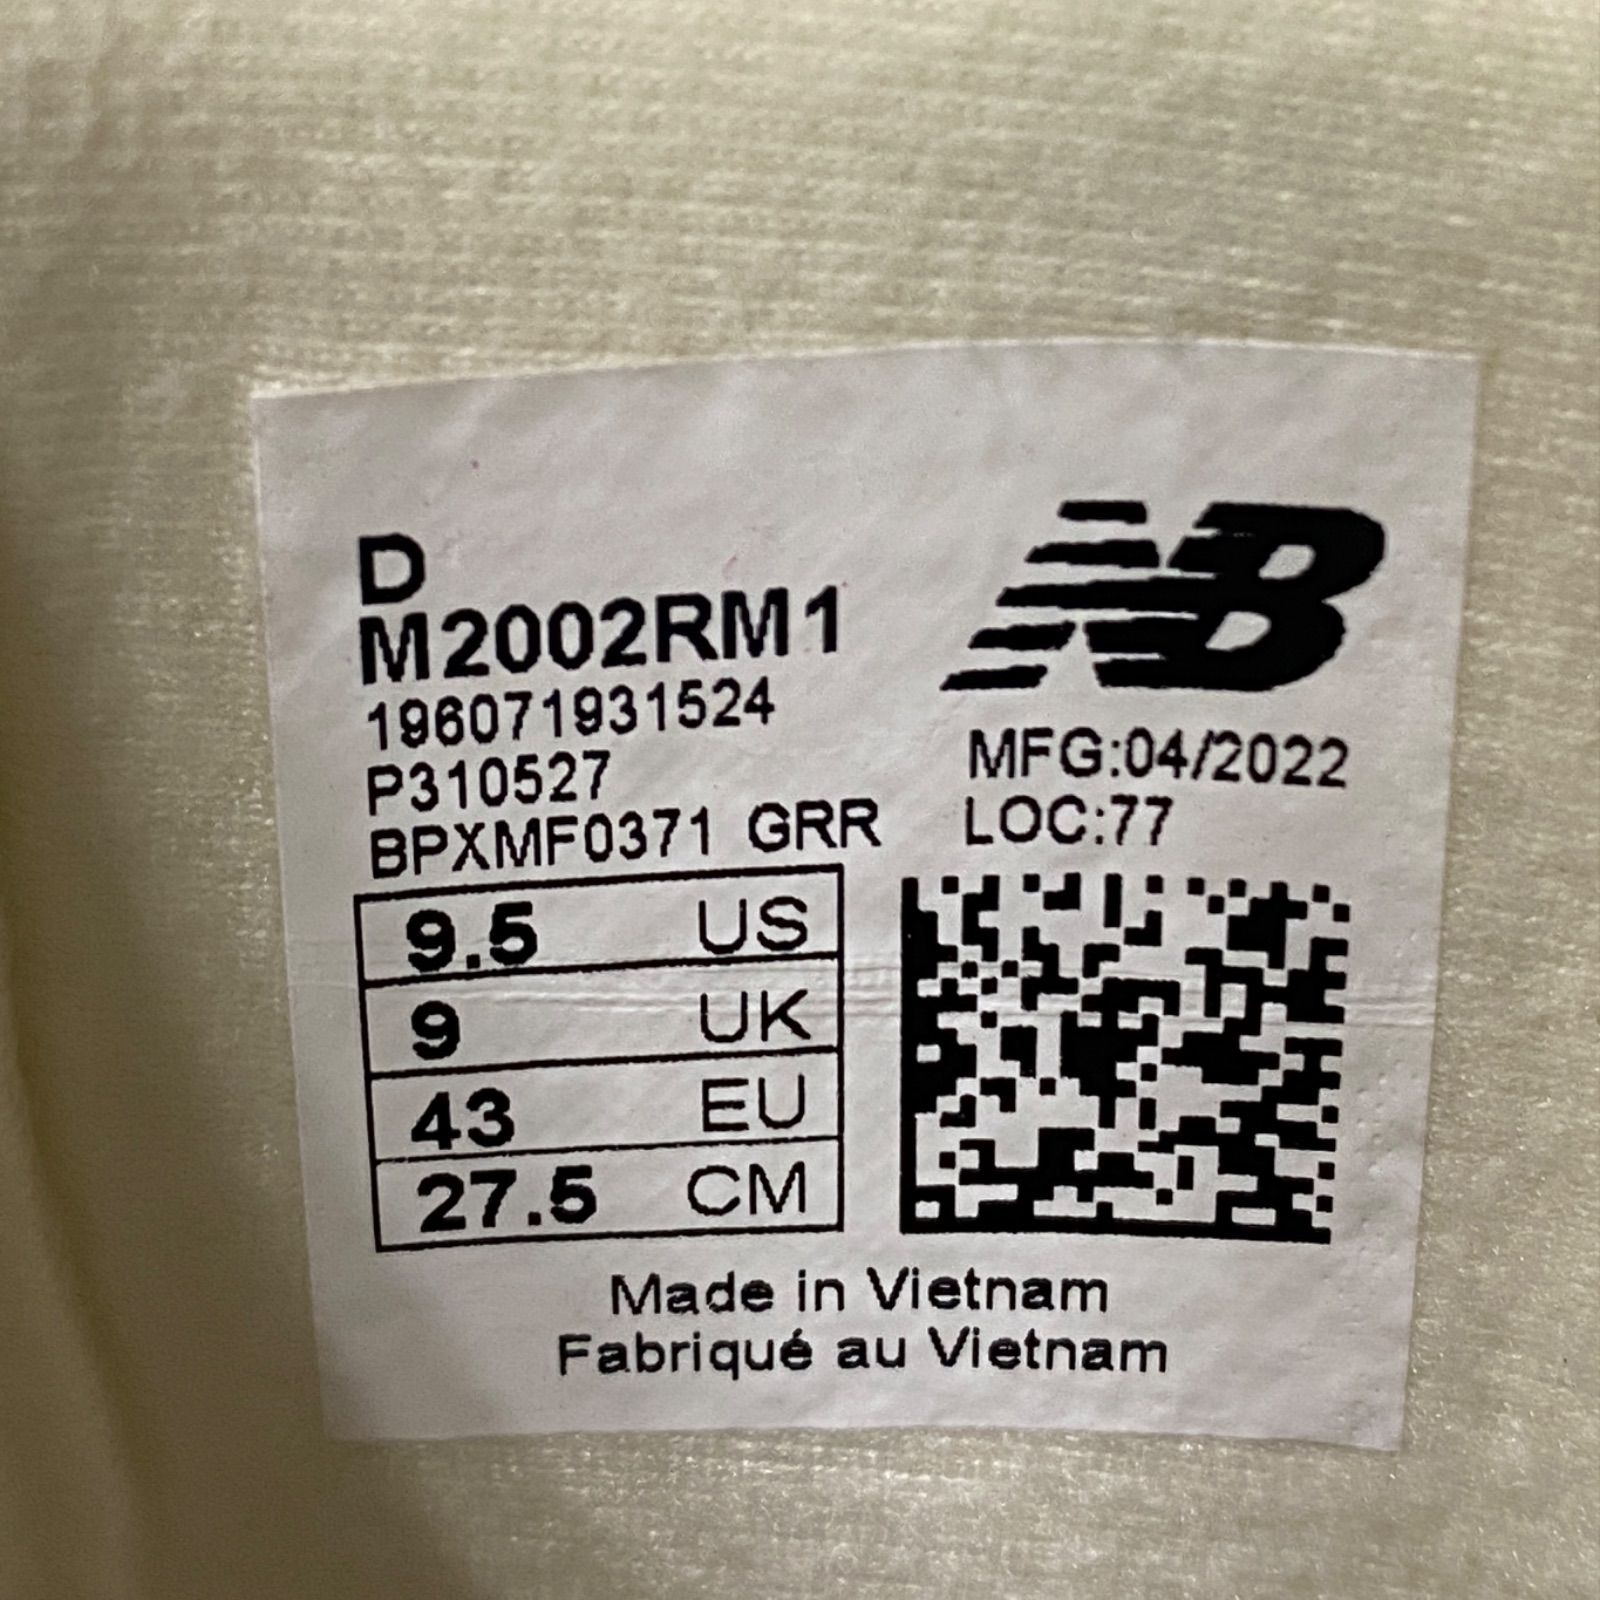 D
M2002RM1
196071931524
P310527
BPXMF0371 GRR
NB
MFG:04/2022
LOC:77
9.5 US
9 UK
43 EU
27.5 CM
Made in Vietnam
Fabriqué au Vietnam